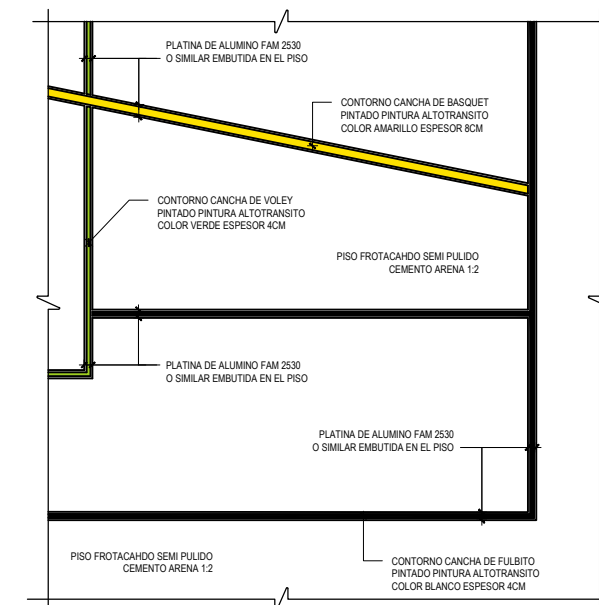 PLATINA DE ALUMINO FAM 2530
O SIMILAR EMBUTIDA EN EL PISO
CONTORNO CANCHA DE BASQUET
PINTADO PINTURA ALTOTRANSITO
COLOR AMARILLO ESPESOR 8CM
CONTORNO CANCHA DE VOLEY
PINTADO PINTURA ALTOTRANSITO
COLOR VERDE ESPESOR 4CM
PISO FROTACAHDO SEMI PULIDO
CEMENTO ARENA 1:2
PLATINA DE ALUMINO FAM 2530
O SIMILAR EMBUTIDA EN EL PISO
PLATINA DE ALUMINO FAM 2530
O SIMILAR EMBUTIDA EN EL PISO
PISO FROTACAHDO SEMI PULIDO
CEMENTO ARENA 1:2
CONTORNO CANCHA DE FULBITO
PINTADO PINTURA ALTOTRANSITO
COLOR BLANCO ESPESOR 4CM